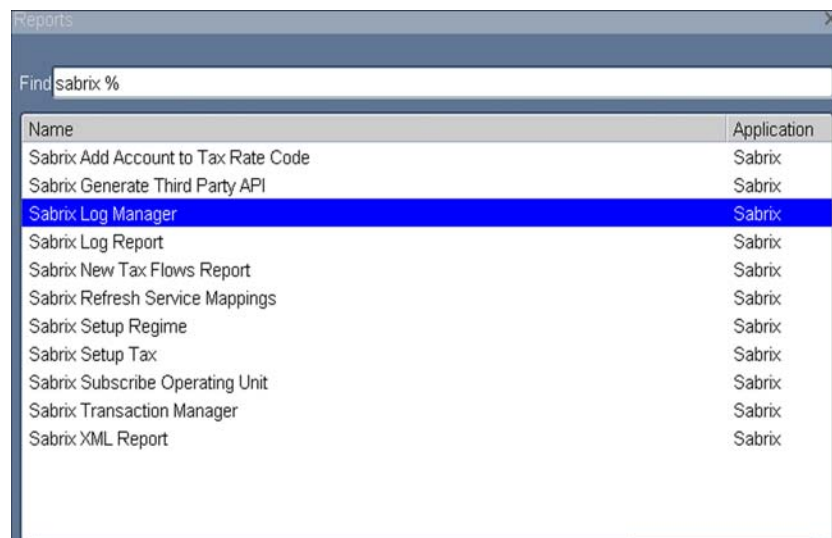 Reports
Find sabrix %
Name Application
Sabrix Add Account to Tax Rate Code Sabrix
Sabrix Generate Third Party API Sabrix
Sabrix Log Manager Sabrix
Sabrix Log Report Sabrix
Sabrix New Tax Flows Report Sabrix
Sabrix Refresh Service Mappings Sabrix
Sabrix Setup Regime Sabrix
Sabrix Setup Tax Sabrix
Sabrix Subscribe Operating Unit Sabrix
Sabrix Transaction Manager Sabrix
Sabrix XML Report Sabrix